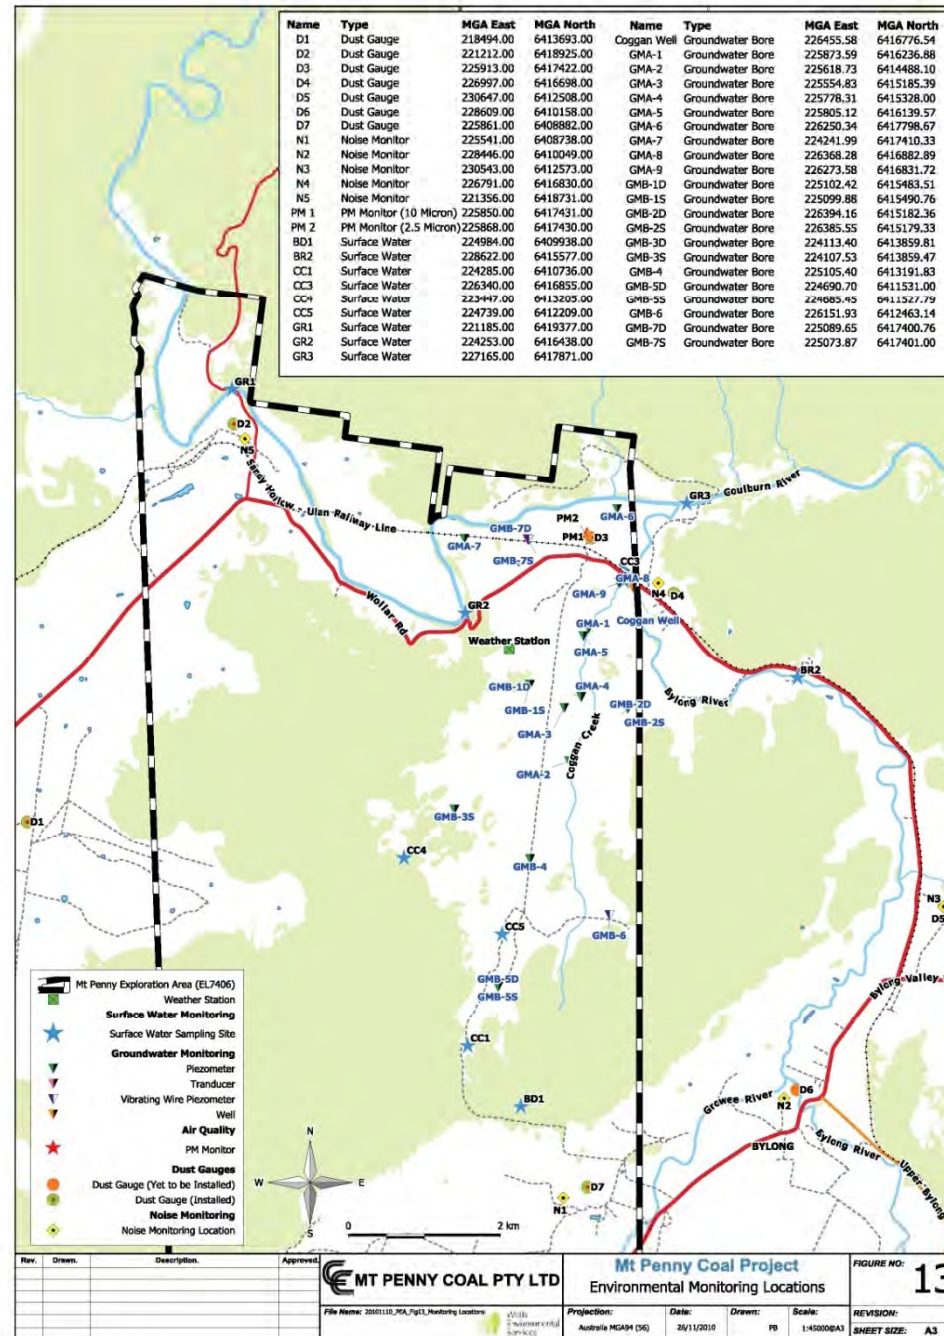 Name Type MGA East MGA North Name Type MGA East MGA North
D1 Dust Gauge 218494.00 6413693.00 Coggan Well Groundwater Bore 226455.58 6416776.54
D2 Dust Gauge 221212.00 6418925.00 GMA-1 Groundwater Bore 225873.59 6416236.88
D3 Dust Gauge 225913.00 6417422.00 GMA-2 Groundwater Bore 225618.73 6414488.10
D4 Dust Gauge 226997.00 6416698.00 GMA-3 Groundwater Bore 225554.83 6415185.39
D5 Dust Gauge 230647.00 6412508.00 GMA-4 Groundwater Bore 225778.31 6415328.00
D6 Dust Gauge 228609.00 6410158.00 GMA-5 Groundwater Bore 225805.12 6416139.57
D7 Dust Gauge 225861.00 6408882.00 GMA-6 Groundwater Bore 226250.34 6417798.67
N1 Noise Monitor 225541.00 6408738.00 GMA-7 Groundwater Bore 224241.99 6417410.33
N2 Noise Monitor 228446.00 6410049.00 GMA-8 Groundwater Bore 226368.28 6416882.89
N3 Noise Monitor 230543.00 6412573.00 GMA-9 Groundwater Bore 226273.58 6416831.72
N4 Noise Monitor 226791.00 6416830.00 GMB-1D Groundwater Bore 225102.42 6415483.51
N5 Noise Monitor 221356.00 6418731.00 GMB-1S Groundwater Bore 225099.88 6415490.76
PM 1 PM Monitor (10 Micron) 225850.00 6417431.00 GMB-2D Groundwater Bore 226394.16 6415182.36
PM 2 PM Monitor (2.5 Micron) 225868.00 6417430.00 GMB-2S Groundwater Bore 226385.55 6415179.33
BD1 Surface Water 224984.00 6409938.00 GMB-3D Groundwater Bore 224113.40 6413859.81
BR2 Surface Water 228622.00 6415577.00 GMB-3S Groundwater Bore 224107.53 6413859.47
CC1 Surface Water 224285.00 6410736.00 GMB-4 Groundwater Bore 225105.40 6413191.83
CC3 Surface Water 226340.00 6416855.00 GMB-5D Groundwater Bore 224690.70 6411531.00
CC4 Surface Water 223447.00 6413205.00 GMB-5S Groundwater Bore 224685.45 6411527.79
CC5 Surface Water 224739.00 6412209.00 GMB-6 Groundwater Bore 226151.93 6412463.14
GR1 Surface Water 221185.00 6419377.00 GMB-7D Groundwater Bore 225089.65 6417400.76
GR2 Surface Water 224253.00 6416438.00 GMB-7S Groundwater Bore 225073.87 6417401.00
GR3 Surface Water 227165.00 6417871.00
GR1
D2
N5
Sandy Hollow - Ulan Railway Line
Goulburn River
GR3
GMA-6
PM2
GMB-7D
PM1 D3
GMA-7
GMB-7S
CC3
GMA-8
GMA-9
N4 D4
Wollar Rd
GR2
Coggan Well
GMA-1
Weather Station
GMA-5
BR2
GMB-1D
GMA-4
Bylong River
GMB-2D
GMB-1S
GMB-2S
GMA-3
Coggan Creek
GMA-2
GMB-3S
D1
CC4
GMB-4
N3
D5
CC5
GMB-6
GMB-5D
GMB-5S
Bylong Valley
CC1
D6
Growee River
N2
BD1
Bylong River
BYLONG
Upper Bylong
D7
N1
Mt Penny Exploration Area (EL7406)
Weather Station
Surface Water Monitoring
Surface Water Sampling Site
Groundwater Monitoring
Piezometer
Tranducer
Vibrating Wire Piezometer
Well
Air Quality
PM Monitor
Dust Gauges
Dust Gauge (Yet to be Installed)
Dust Gauge (Installed)
Noise Monitoring
Noise Monitoring Location
N
W E
S
0 2 km
Rev. Drawn. Description. Approved.
MT PENNY COAL PTY LTD
File Name: 20101110_MEA_Fig13_Monitoring Locations
Wells Environmental Services
Mt Penny Coal Project
Environmental Monitoring Locations
Projection: Date: Drawn: Scale:
Australia MGA94 (56) 26/11/2010 PB 1:45000@A3
FIGURE NO: 13
REVISION:
SHEET SIZE: A3